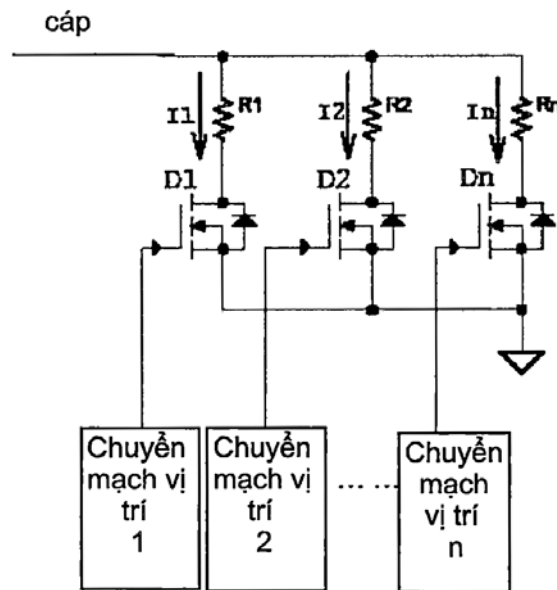 cáp
I1 R1 I2 R2 In Rn
D1 D2 Dn
Chuyển mạch vị trí 1
Chuyển mạch vị trí 2
......
Chuyển mạch vị trí n